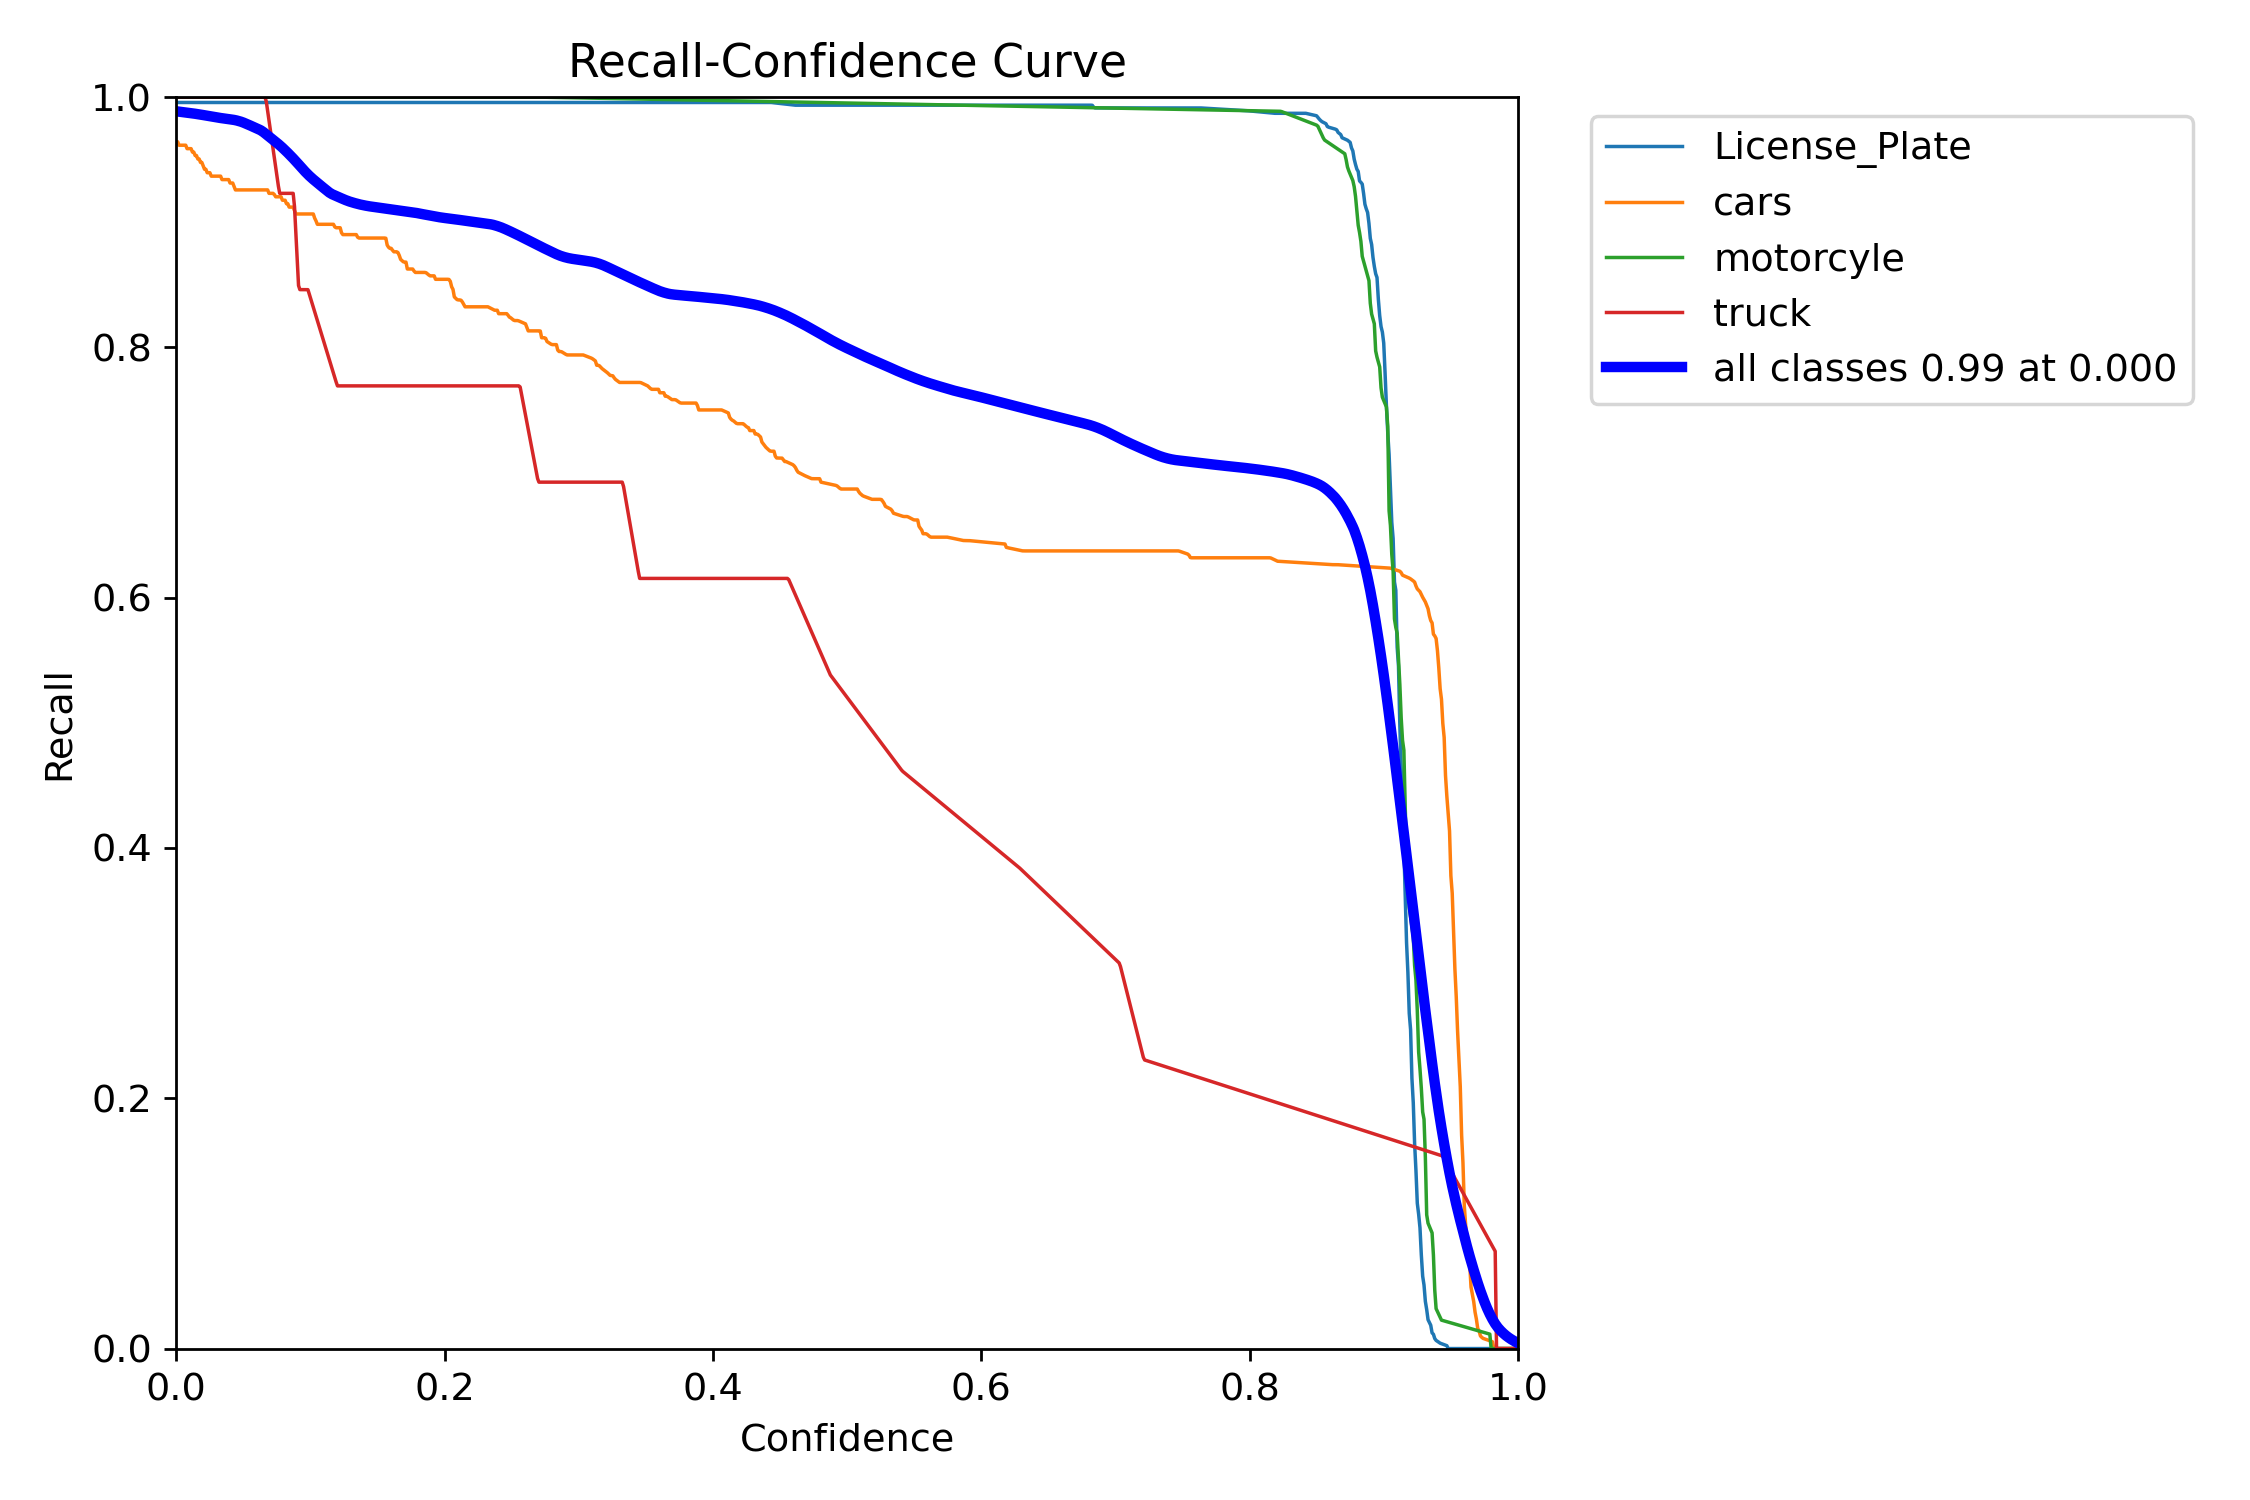 Recall-Confidence Curve
1.0
0.8
0.6
0.4
0.2
0.0
Recall
0.0 0.2 0.4 0.6 0.8 1.0
Confidence
License_Plate
cars
motorcyle
truck
all classes 0.99 at 0.000